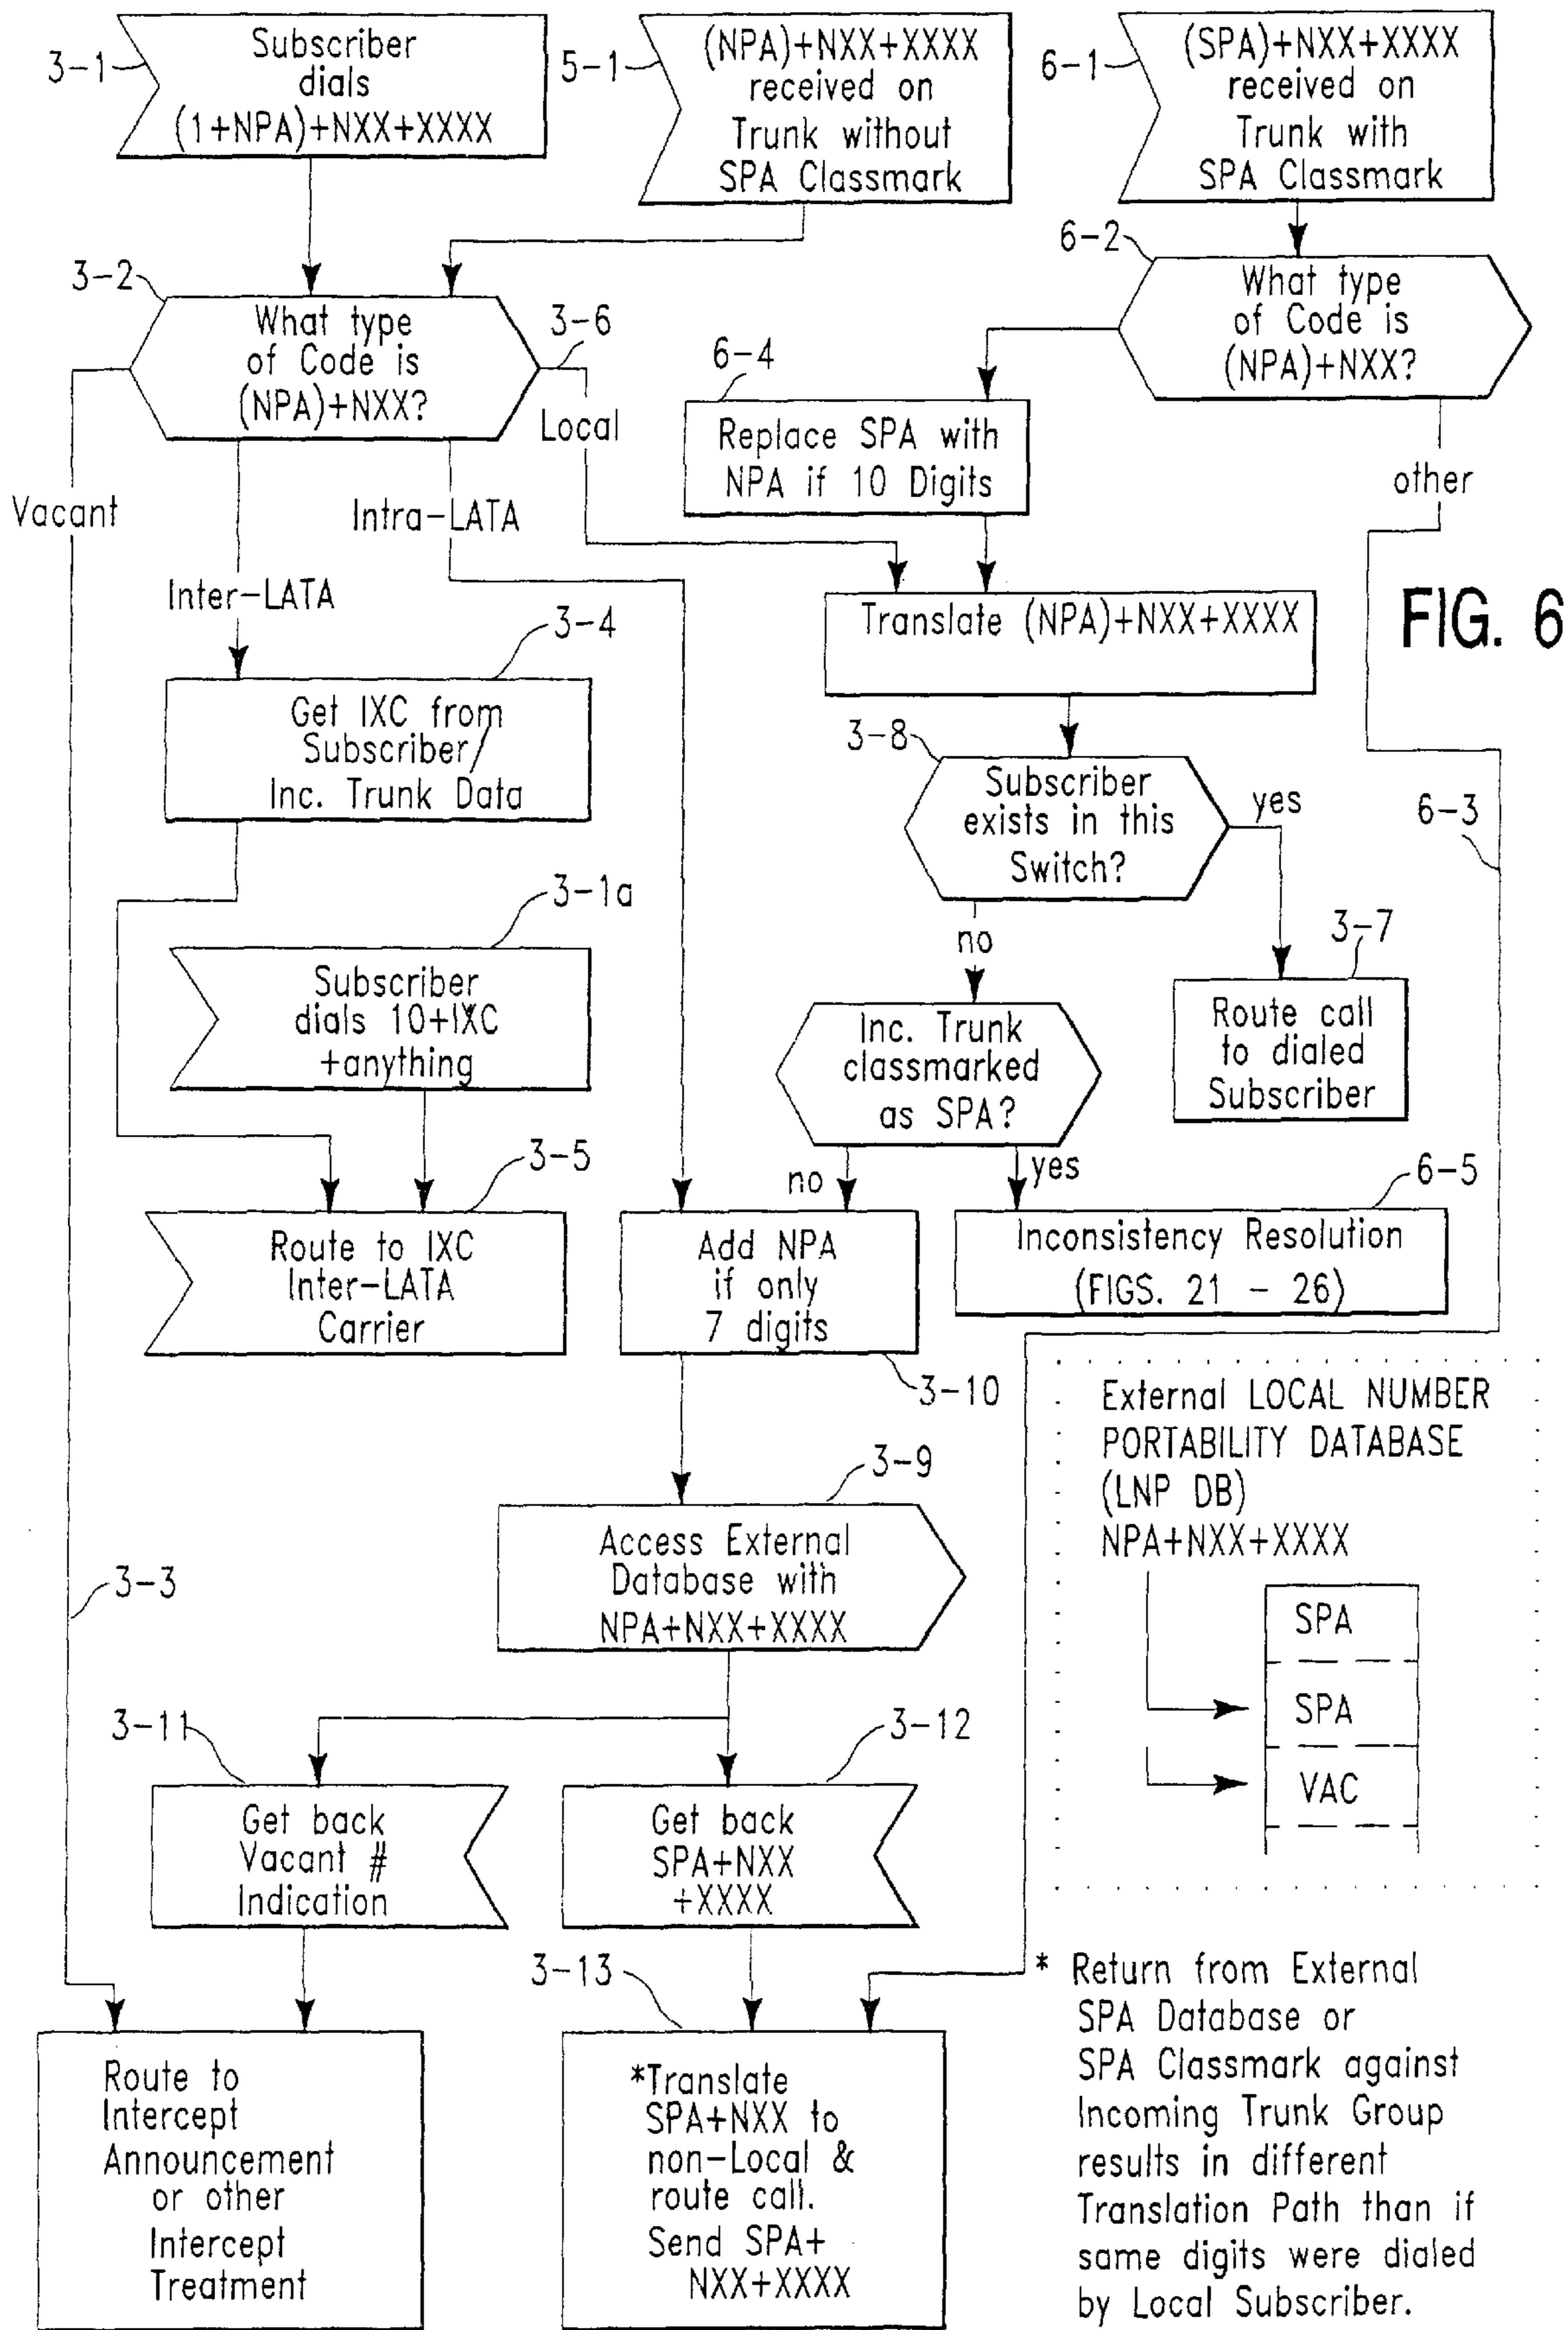 3-1
Subscriber
dials
(1+NPA)+NXX+XXXX
5-1
(NPA)+NXX+XXXX
received on
Trunk without
SPA Classmark
6-1
(SPA)+NXX+XXXX
received on
Trunk with
SPA Classmark
3-2
What type
of Code is
(NPA)+NXX?
3-6
Local
6-2
What type
of Code is
(NPA)+NXX?
6-4
Replace SPA with
NPA if 10 Digits
other
Vacant
Intra-LATA
Inter-LATA
Translate (NPA)+NXX+XXXX
FIG. 6
3-4
Get IXC from
Subscriber/
Inc. Trunk Data
3-8
Subscriber
exists in this
Switch?
yes
6-3
no
3-1a
Subscriber
dials 10+IXC
+anything
3-7
Route call
to dialed
Subscriber
Inc. Trunk
classmarked
as SPA?
no
yes
3-5
Route to IXC
Inter-LATA
Carrier
Add NPA
if only
7 digits
3-10
6-5
Inconsistency Resolution
(FIGS. 21 - 26)
External LOCAL NUMBER
PORTABILITY DATABASE
(LNP DB)
NPA+NXX+XXXX
SPA
SPA
VAC
3-9
Access External
Database with
NPA+NXX+XXXX
3-3
3-11
Get back
Vacant #
Indication
3-12
Get back
SPA+NXX
+XXXX
3-13
Route to
Intercept
Announcement
or other
Intercept
Treatment
*Translate
SPA+NXX to
non-Local &
route call.
Send SPA+
NXX+XXXX
* Return from External
SPA Database or
SPA Classmark against
Incoming Trunk Group
results in different
Translation Path than if
same digits were dialed
by Local Subscriber.